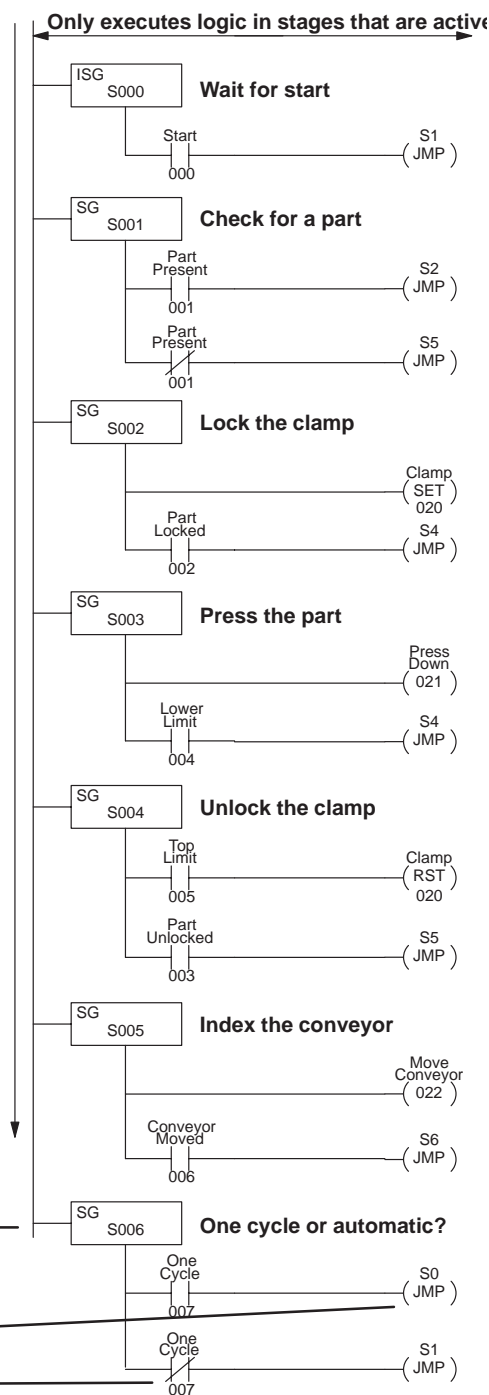 Only executes logic in stages that are active
ISG
S000
Wait for start
Start
000
S1
JMP
SG
S001
Check for a part
Part
Present
001
S2
JMP
Part
Present
001
S5
JMP
SG
S002
Lock the clamp
Clamp
SET
020
Part
Locked
002
S4
JMP
SG
S003
Press the part
Press
Down
021
Lower
Limit
004
S4
JMP
SG
S004
Unlock the clamp
Top
Limit
005
Clamp
RST
020
Part
Unlocked
003
S5
JMP
SG
S005
Index the conveyor
Move
Conveyor
022
Conveyor
Moved
006
S6
JMP
SG
S006
One cycle or automatic?
One
Cycle
007
S0
JMP
One
Cycle
007
S1
JMP